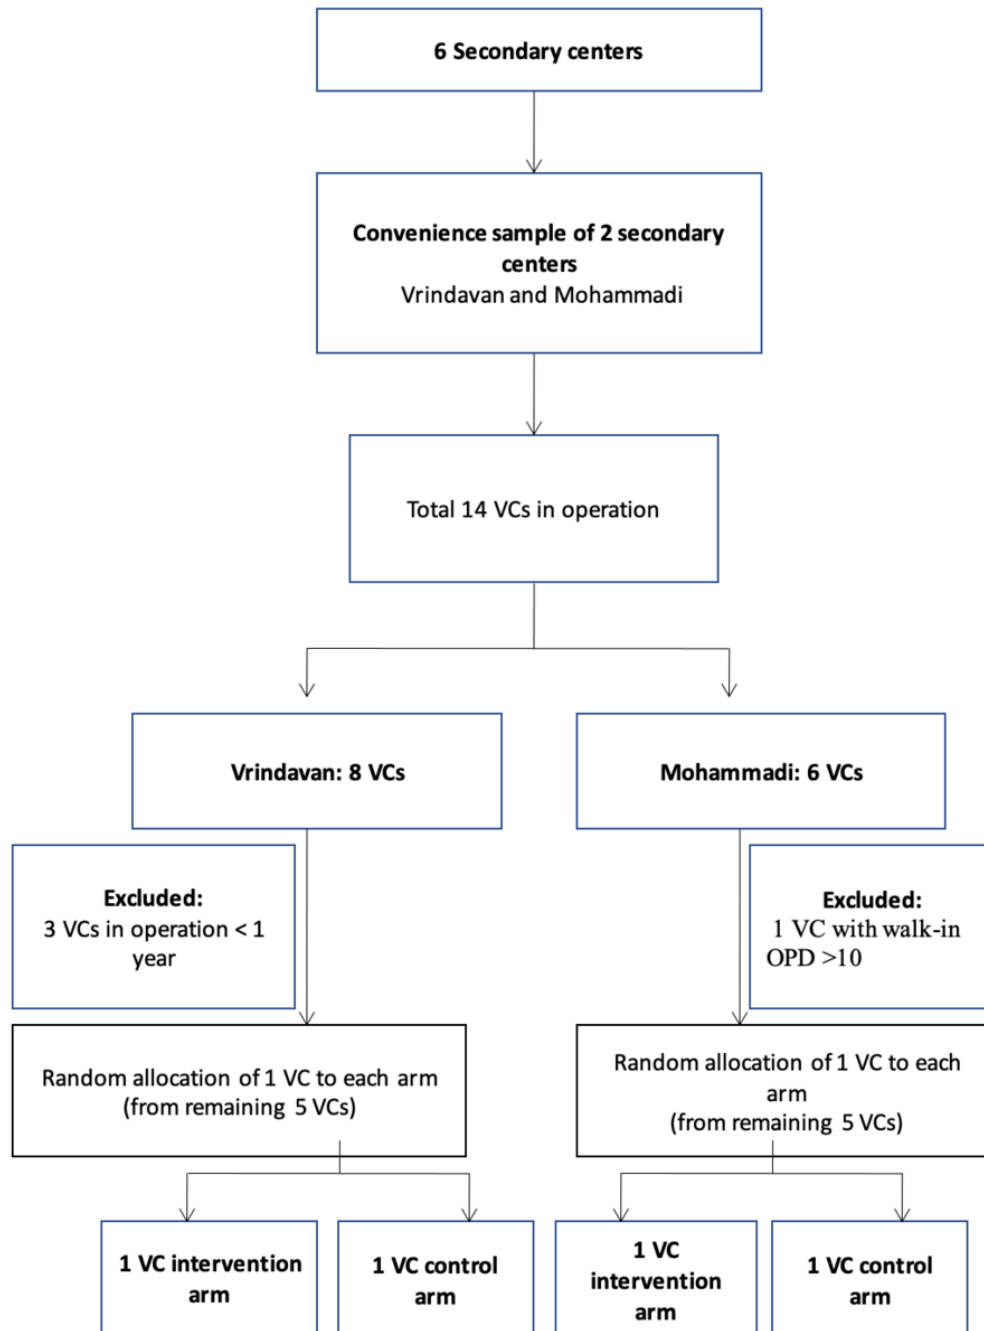 6 Secondary centers
Convenience sample of 2 secondary
centers
Vrindavan and Mohammadi
Total 14 VCs in operation
Vrindavan: 8 VCs
Mohammadi: 6 VCs
Excluded:
3 VCs in operation < 1
year
Excluded:
1 VC with walk-in
OPD >10
Random allocation of 1 VC to each arm
(from remaining 5 VCs)
Random allocation of 1 VC to each
arm
(from remaining 5 VCs)
1 VC intervention
arm
1 VC control
arm
1 VC
intervention
arm
1 VC control
arm